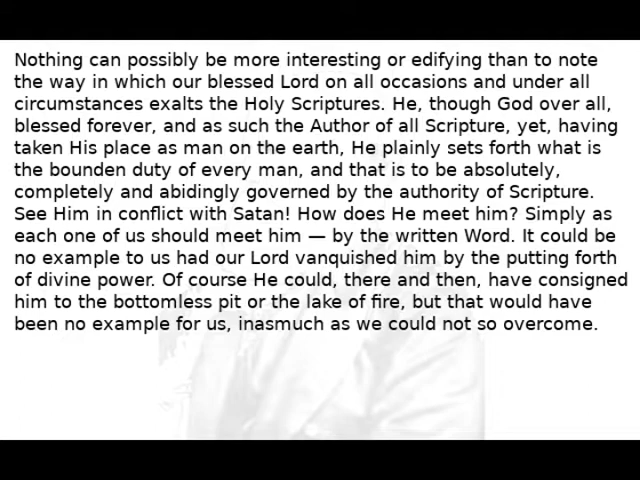 Nothing can possibly be more interesting or edifying than to note
the way in which our blessed Lord on all occasions and under all
circumstances exalts the Holy Scriptures. He, though God over all,
blessed forever, and as such the Author of all Scripture, yet, having
taken His place as man on the earth, He plainly sets forth what is
the bounden duty of every man, and that is to be absolutely,
completely and abidingly governed by the authority of Scripture.
See Him in conflict with Satan! How does He meet him? Simply as
each one of us should meet him — by the written Word. It could be
no example to us had our Lord vanquished him by the putting forth
of divine power. Of course He could, there and then, have consigned
him to the bottomless pit or the lake of fire, but that would have
been no example for us, inasmuch as we could not so overcome.